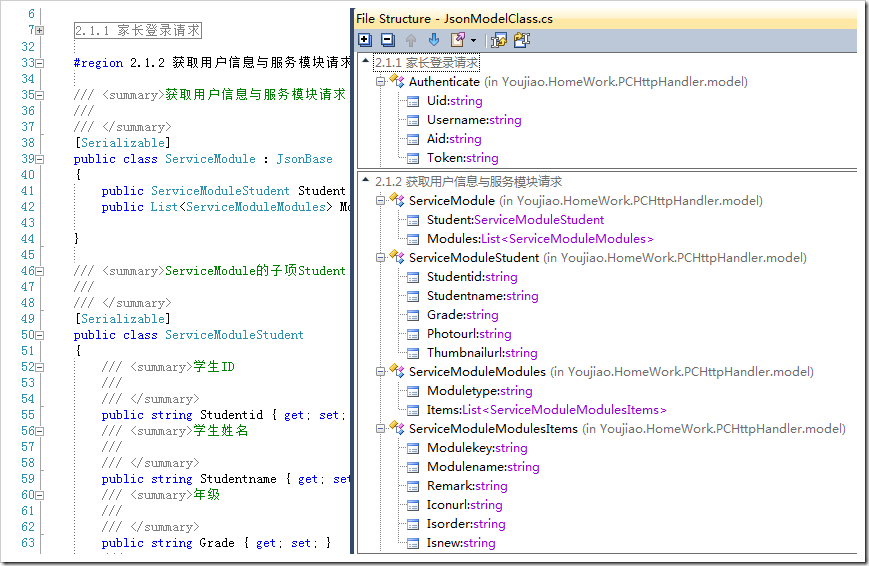 6
7 2.1.1 家长登录请求
32
33 #region 2.1.2 获取用户信息与服务模块请求
34
35 /// <summary>获取用户信息与服务模块请求
36 ///
37 /// </summary>
38 [Serializable]
39 public class ServiceModule : JsonBase
40 {
41 public ServiceModuleStudent Student
42 public List<ServiceModuleModules> Mo
43
44 }
45
46 /// <summary>ServiceModule的子项Student
47 ///
48 /// </summary>
49 [Serializable]
50 public class ServiceModuleStudent
51 {
52 /// <summary>学生ID
53 ///
54 /// </summary>
55 public string Studentid { get; set;
56 /// <summary>学生姓名
57 ///
58 /// </summary>
59 public string Studentname { get; set
60 /// <summary>年级
61 ///
62 /// </summary>
63 public string Grade { get; set; }
File Structure - JsonModelClass.cs
2.1.1 家长登录请求
Authenticate (in Youjiao.HomeWork.PCHttpHandler.model)
Uid:string
Username:string
Aid:string
Token:string
2.1.2 获取用户信息与服务模块请求
ServiceModule (in Youjiao.HomeWork.PCHttpHandler.model)
Student:ServiceModuleStudent
Modules:List<ServiceModuleModules>
ServiceModuleStudent (in Youjiao.HomeWork.PCHttpHandler.model)
Studentid:string
Studentname:string
Grade:string
Photourl:string
Thumbnailurl:string
ServiceModuleModules (in Youjiao.HomeWork.PCHttpHandler.model)
Moduletype:string
Items:List<ServiceModuleModulesItems>
ServiceModuleModulesItems (in Youjiao.HomeWork.PCHttpHandler.model)
Modulekey:string
Modulename:string
Remark:string
Iconurl:string
Isorder:string
Isnew:string